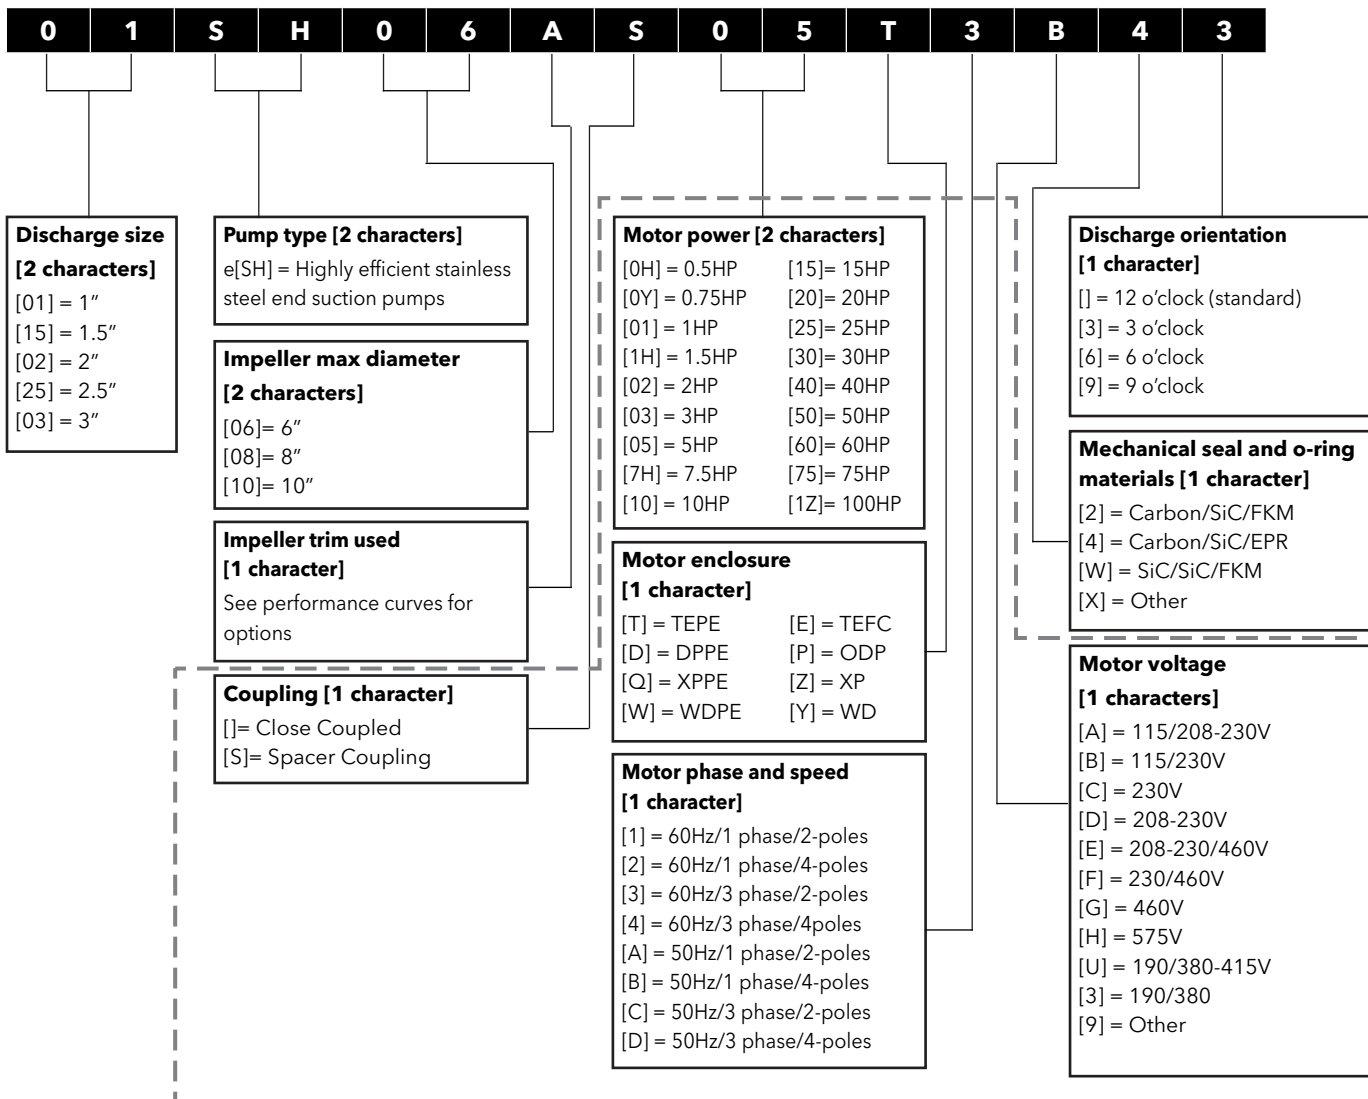 0 1 S H 0 6 A S 0 5 T 3 B 4 3
Discharge size
[2 characters]
[01] = 1″
[15] = 1.5″
[02] = 2″
[25] = 2.5″
[03] = 3″
Pump type [2 characters]
e[SH] = Highly efficient stainless
steel end suction pumps
Impeller max diameter
[2 characters]
[06]= 6″
[08]= 8″
[10]= 10″
Impeller trim used
[1 character]
See performance curves for
options
Coupling [1 character]
[]= Close Coupled
[S]= Spacer Coupling
Motor power [2 characters]
[0H] = 0.5HP [15]= 15HP
[0Y] = 0.75HP [20]= 20HP
[01] = 1HP [25]= 25HP
[1H] = 1.5HP [30]= 30HP
[02] = 2HP [40]= 40HP
[03] = 3HP [50]= 50HP
[05] = 5HP [60]= 60HP
[7H] = 7.5HP [75]= 75HP
[10] = 10HP [1Z]= 100HP
Motor enclosure
[1 character]
[T] = TEPE [E] = TEFC
[D] = DPPE [P] = ODP
[Q] = XPPE [Z] = XP
[W] = WDPE [Y] = WD
Motor phase and speed
[1 character]
[1] = 60Hz/1 phase/2-poles
[2] = 60Hz/1 phase/4-poles
[3] = 60Hz/3 phase/2-poles
[4] = 60Hz/3 phase/4poles
[A] = 50Hz/1 phase/2-poles
[B] = 50Hz/1 phase/4-poles
[C] = 50Hz/3 phase/2-poles
[D] = 50Hz/3 phase/4-poles
Discharge orientation
[1 character]
[] = 12 o’clock (standard)
[3] = 3 o’clock
[6] = 6 o’clock
[9] = 9 o’clock
Mechanical seal and o-ring
materials [1 character]
[2] = Carbon/SiC/FKM
[4] = Carbon/SiC/EPR
[W] = SiC/SiC/FKM
[X] = Other
Motor voltage
[1 characters]
[A] = 115/208-230V
[B] = 115/230V
[C] = 230V
[D] = 208-230V
[E] = 208-230/460V
[F] = 230/460V
[G] = 460V
[H] = 575V
[U] = 190/380-415V
[3] = 190/380
[9] = Other